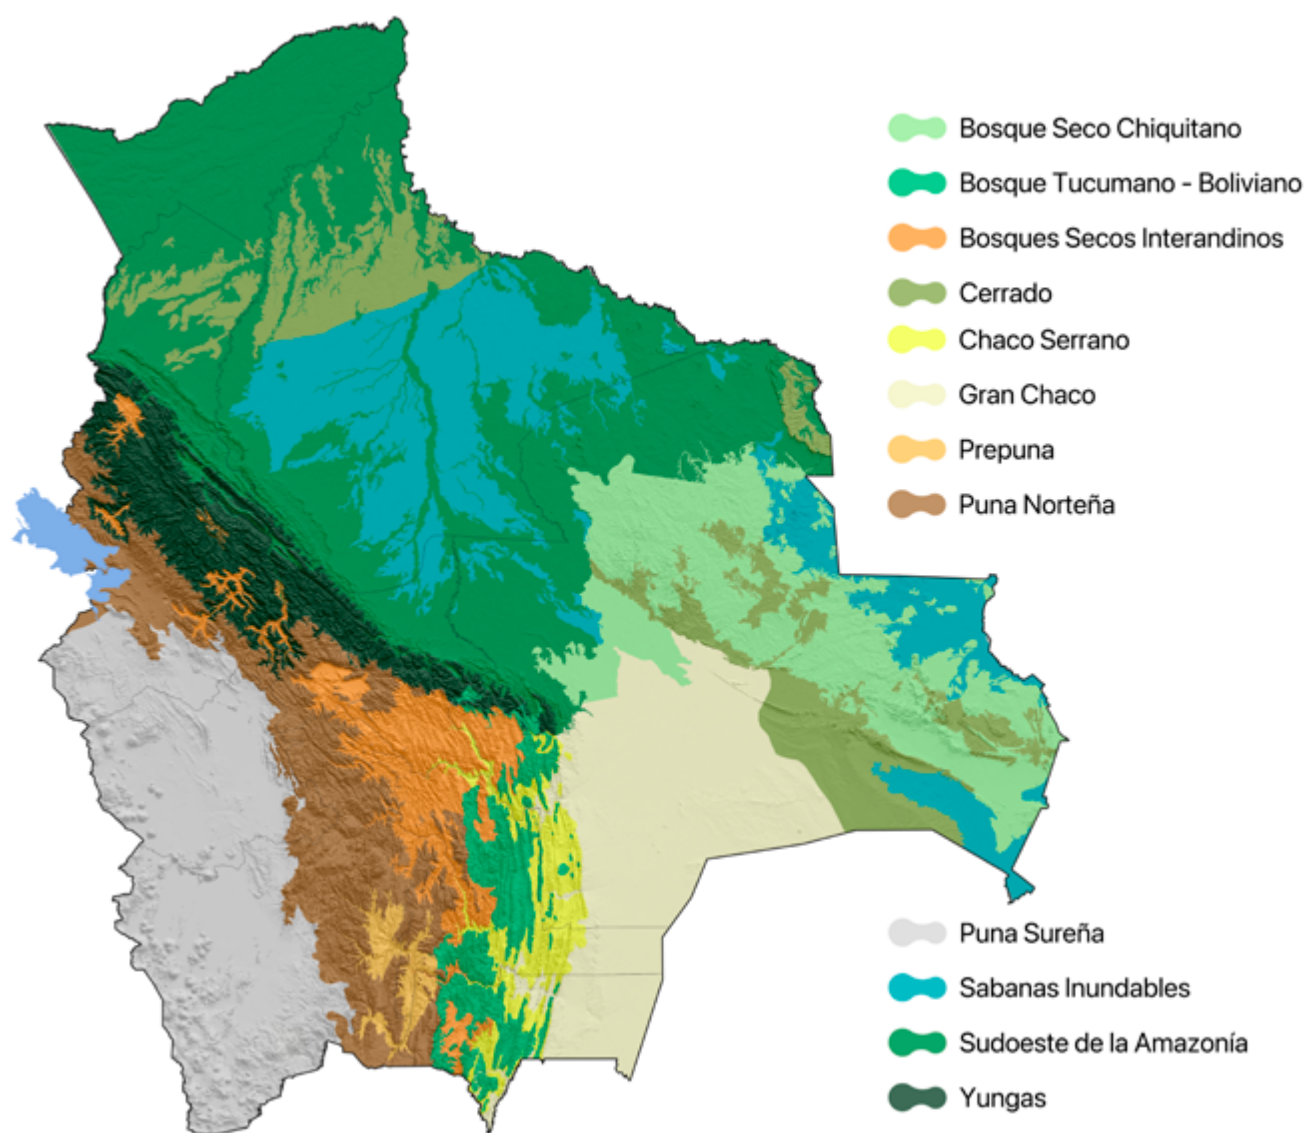 Bosque Seco Chiquitano
Bosque Tucumano - Boliviano
Bosques Secos Interandinos
Cerrado
Chaco Serrano
Gran Chaco
Prepuna
Puna Norteña
Puna Sureña
Sabanas Inundables
Sudoeste de la Amazonía
Yungas